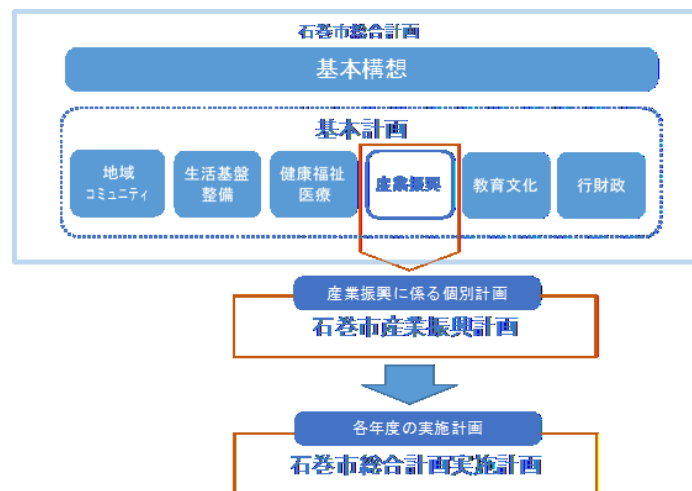 石巻市総合計画
基本構想
基本計画
地域
コミュニティ
生活基盤
整備
健康福祉
医療
産業振興
教育文化
行財政
産業振興に係る個別計画
石巻市産業振興計画
各年度の実施計画
石巻市総合計画実施計画